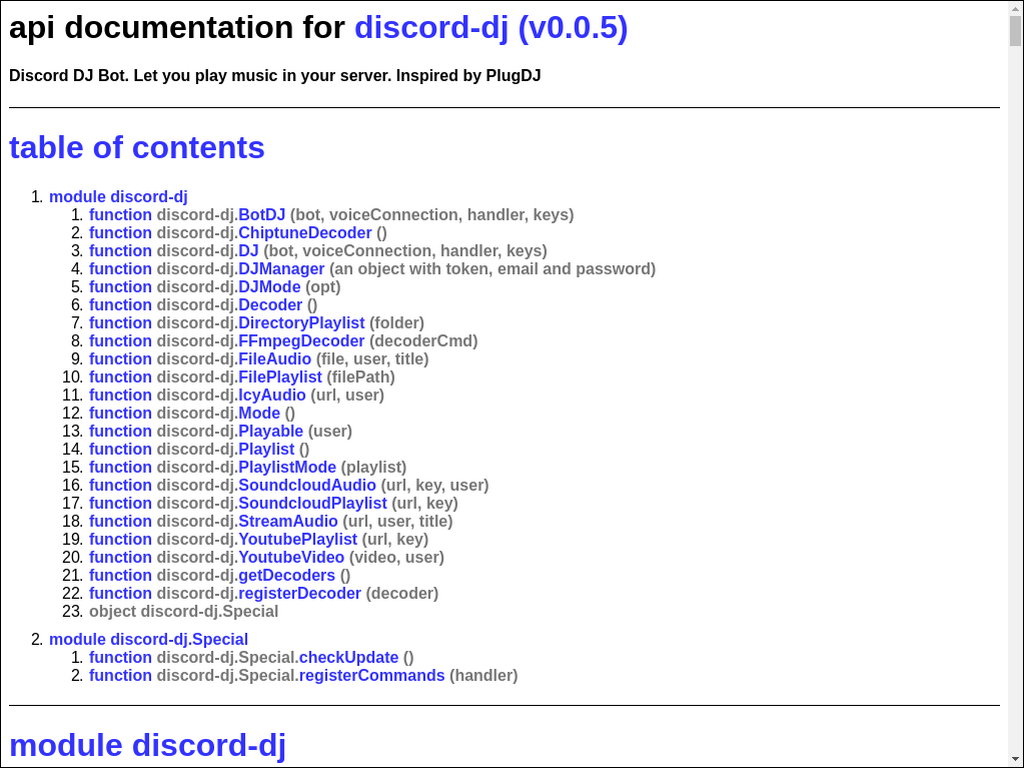 api documentation for discord-dj (v0.0.5)
Discord DJ Bot. Let you play music in your server. Inspired by PlugDJ
table of contents
1. module discord-dj
1. function discord-dj.BotDJ (bot, voiceConnection, handler, keys)
2. function discord-dj.ChiptuneDecoder ()
3. function discord-dj.DJ (bot, voiceConnection, handler, keys)
4. function discord-dj.DJManager (an object with token, email and password)
5. function discord-dj.DJMode (opt)
6. function discord-dj.Decoder ()
7. function discord-dj.DirectoryPlaylist (folder)
8. function discord-dj.FFmpegDecoder (decoderCmd)
9. function discord-dj.FileAudio (file, user, title)
10. function discord-dj.FilePlaylist (filePath)
11. function discord-dj.IcyAudio (url, user)
12. function discord-dj.Mode ()
13. function discord-dj.Playable (user)
14. function discord-dj.Playlist ()
15. function discord-dj.PlaylistMode (playlist)
16. function discord-dj.SoundcloudAudio (url, key, user)
17. function discord-dj.SoundcloudPlaylist (url, key)
18. function discord-dj.StreamAudio (url, user, title)
19. function discord-dj.YoutubePlaylist (url, key)
20. function discord-dj.YoutubeVideo (video, user)
21. function discord-dj.getDecoders ()
22. function discord-dj.registerDecoder (decoder)
23. object discord-dj.Special
2. module discord-dj.Special
1. function discord-dj.Special.checkUpdate ()
2. function discord-dj.Special.registerCommands (handler)
module discord-dj